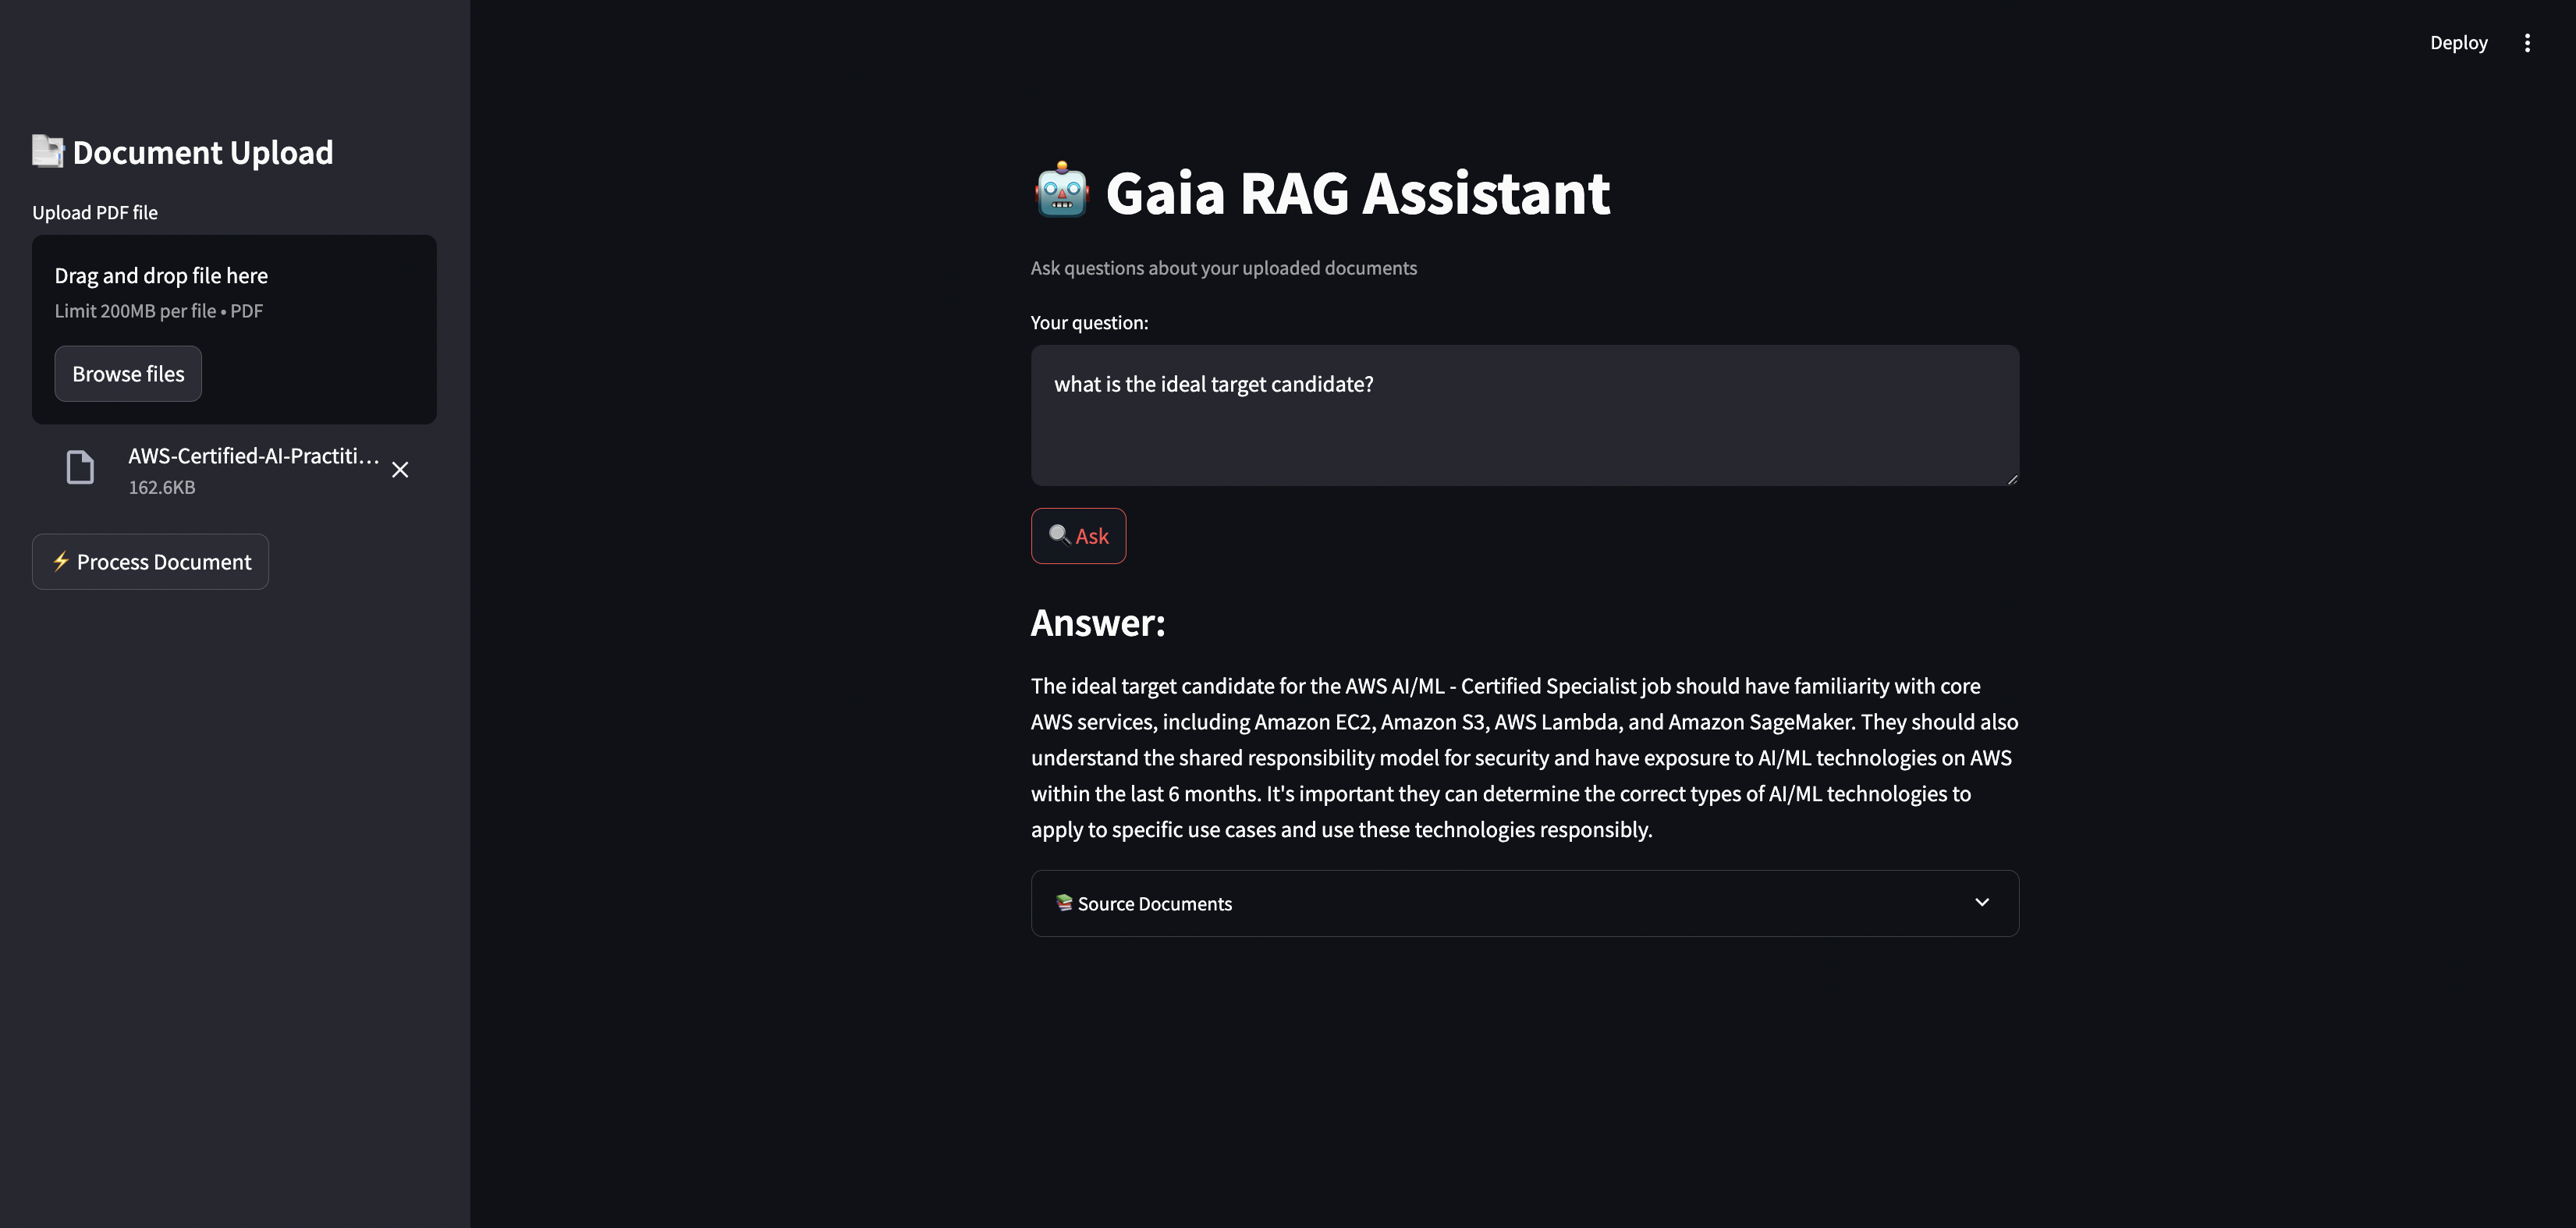 Deploy
Document Upload
Upload PDF file
Drag and drop file here
Limit 200MB per file • PDF
Browse files
AWS-Certified-AI-Practiti...
162.6KB
Process Document
Gaia RAG Assistant
Ask questions about your uploaded documents
Your question:
what is the ideal target candidate?
Ask
Answer:
The ideal target candidate for the AWS AI/ML - Certified Specialist job should have familiarity with core
AWS services, including Amazon EC2, Amazon S3, AWS Lambda, and Amazon SageMaker. They should also
understand the shared responsibility model for security and have exposure to AI/ML technologies on AWS
within the last 6 months. It's important they can determine the correct types of AI/ML technologies to
apply to specific use cases and use these technologies responsibly.
Source Documents